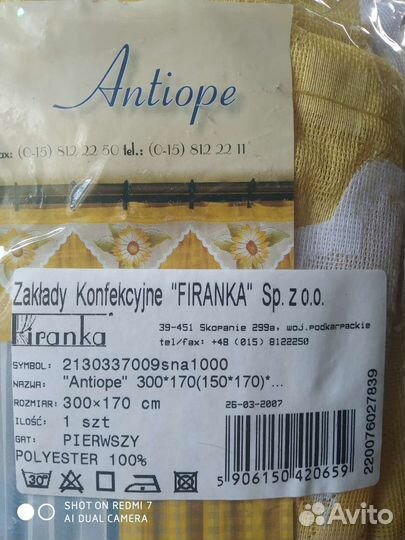 Antiope
fax: (0-15) 812 22 50 tel.: (0-15) 812 22 11
Zakłady Konfekcyjne "FIRANKA" Sp. z o.o.
Firanka
39-451 Skopanie 299a, woj.podkarpackie
tel/fax: +48 (015) 8122250
SYMBOL: 2130337009sna1000
NAZWA: "Antiope" 300*170(150*170)*...
ROZMIAR: 300×170 cm
26-03-2007
ILOŚĆ: 1 szt
GAT: PIERWSZY
POLYESTER 100%
30°
5 906150 420659
220076027839
SHOT ON REDMI 7
AI DUAL CAMERA
Avito